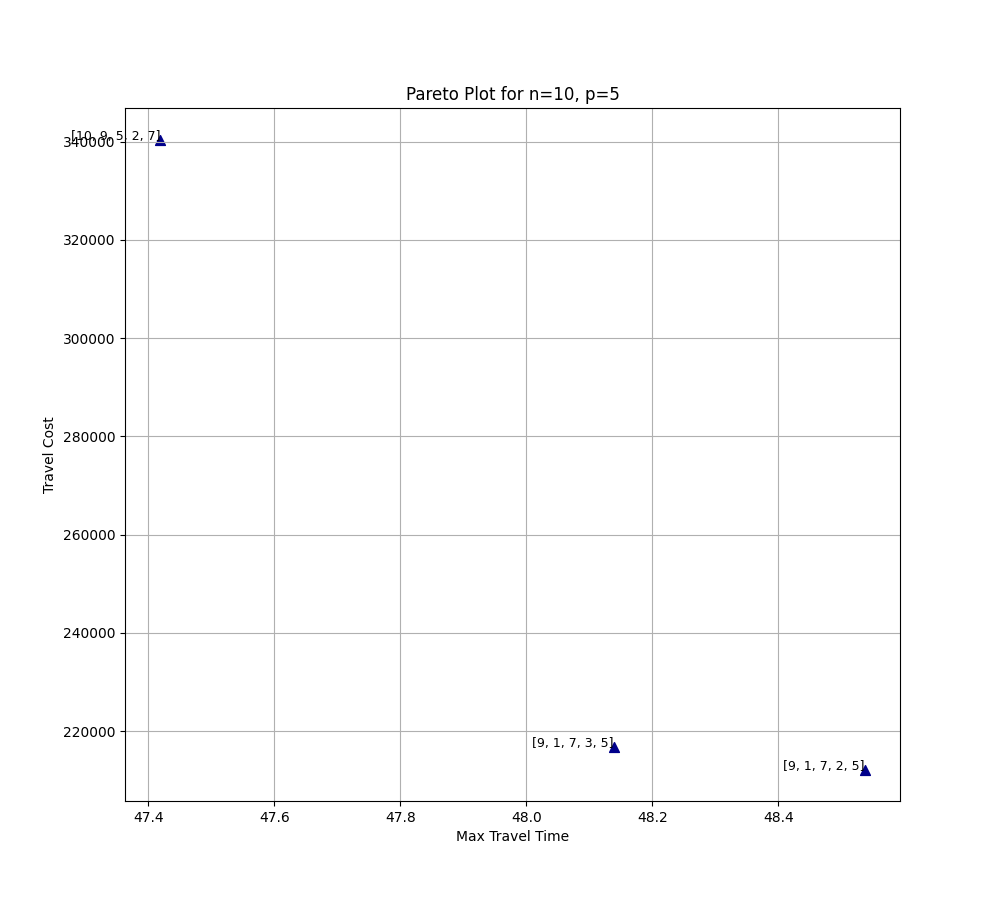 Pareto Plot for n=10, p=5
[10, 9, 5, 2, 7]
340000
320000
300000
280000
260000
240000
220000
Travel Cost
[9, 1, 7, 3, 5]
[9, 1, 7, 2, 5]
47.4 47.6 47.8 48.0 48.2 48.4
Max Travel Time